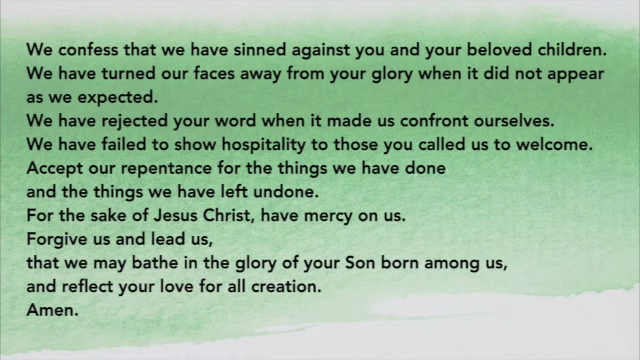 We confess that we have sinned against you and your beloved children.
We have turned our faces away from your glory when it did not appear
as we expected.
We have rejected your word when it made us confront ourselves.
We have failed to show hospitality to those you called us to welcome.
Accept our repentance for the things we have done
and the things we have left undone.
For the sake of Jesus Christ, have mercy on us.
Forgive us and lead us,
that we may bathe in the glory of your Son born among us,
and reflect your love for all creation.
Amen.